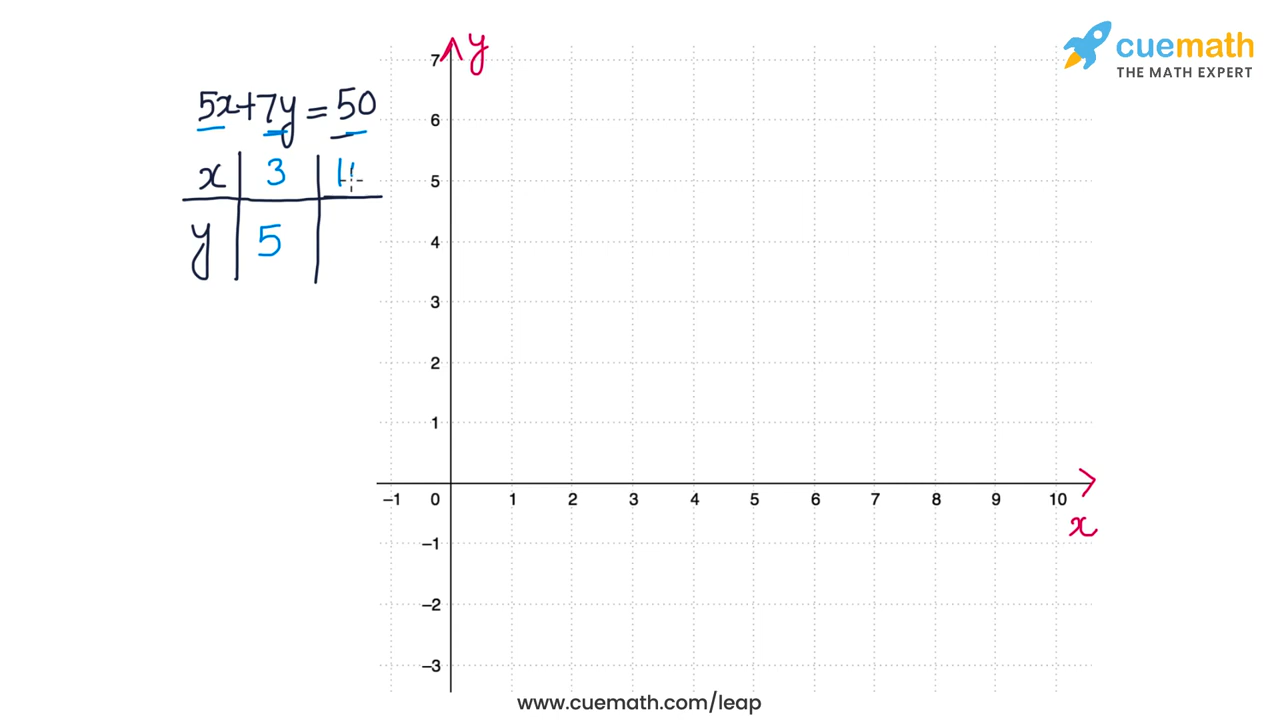 cuemath
THE MATH EXPERT
y
5x+7y=50
x 3
y 5
7
6
5
4
3
2
1
–1 0 1 2 3 4 5 6 7 8 9 10
x
–1
–2
–3
www.cuemath.com/leap